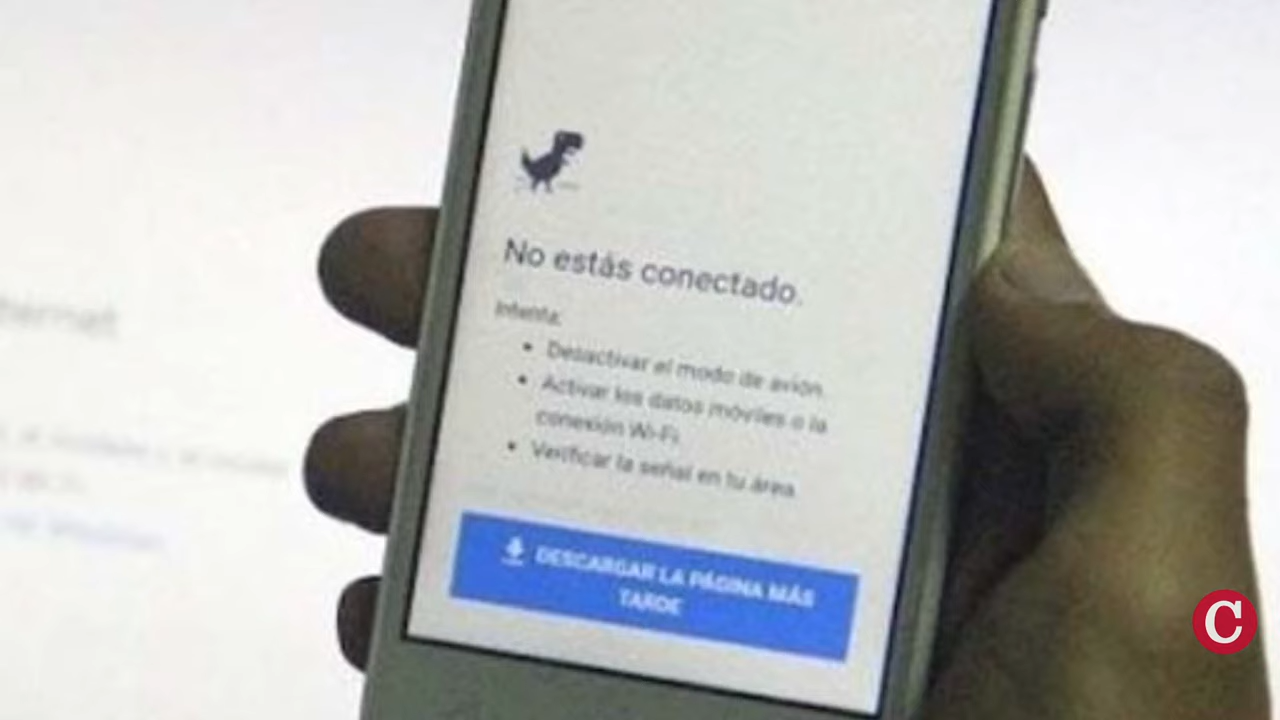 No estás conectado.
Intenta:
• Desactivar el modo de avión.
• Activar los datos móviles o la
conexión Wi-Fi.
• Verificar la señal en tu área.
DESCARGAR LA PÁGINA MÁS
TARDE
C